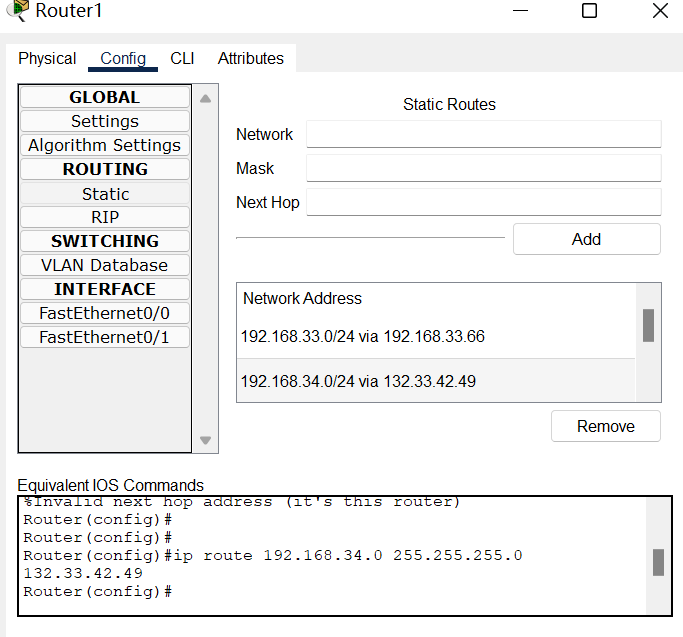 Router1
Physical Config CLI Attributes
GLOBAL
Settings
Algorithm Settings
ROUTING
Static
RIP
SWITCHING
VLAN Database
INTERFACE
FastEthernet0/0
FastEthernet0/1
Static Routes
Network
Mask
Next Hop
Add
Network Address
192.168.33.0/24 via 192.168.33.66
192.168.34.0/24 via 132.33.42.49
Remove
Equivalent IOS Commands
%Invalid next hop address (it's this router)
Router(config)#
Router(config)#
Router(config)#ip route 192.168.34.0 255.255.255.0
132.33.42.49
Router(config)#